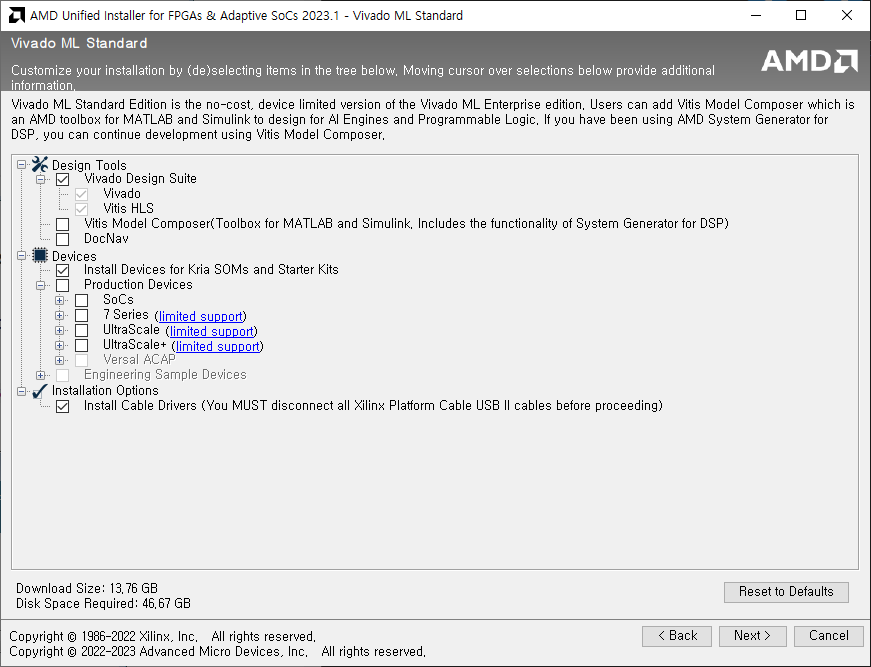 AMD Unified Installer for FPGAs & Adaptive SoCs 2023.1 - Vivado ML Standard
Vivado ML Standard
Customize your installation by (de)selecting items in the tree below. Moving cursor over selections below provide additional
information.
AMD
Vivado ML Standard Edition is the no-cost, device limited version of the Vivado ML Enterprise edition. Users can add Vitis Model Composer which is
an AMD toolbox for MATLAB and Simulink to design for AI Engines and Programmable Logic. If you have been using AMD System Generator for
DSP, you can continue development using Vitis Model Composer.
Design Tools
Vivado Design Suite
Vivado
Vitis HLS
Vitis Model Composer(Toolbox for MATLAB and Simulink. Includes the functionality of System Generator for DSP)
DocNav
Devices
Install Devices for Kria SOMs and Starter Kits
Production Devices
SoCs
7 Series (limited support)
UltraScale (limited support)
UltraScale+ (limited support)
Versal ACAP
Engineering Sample Devices
Installation Options
Install Cable Drivers (You MUST disconnect all Xilinx Platform Cable USB II cables before proceeding)
Download Size: 13.76 GB
Disk Space Required: 46.67 GB
Reset to Defaults
Copyright © 1986-2022 Xilinx, Inc. All rights reserved.
Copyright © 2022-2023 Advanced Micro Devices, Inc. All rights reserved.
< Back
Next >
Cancel